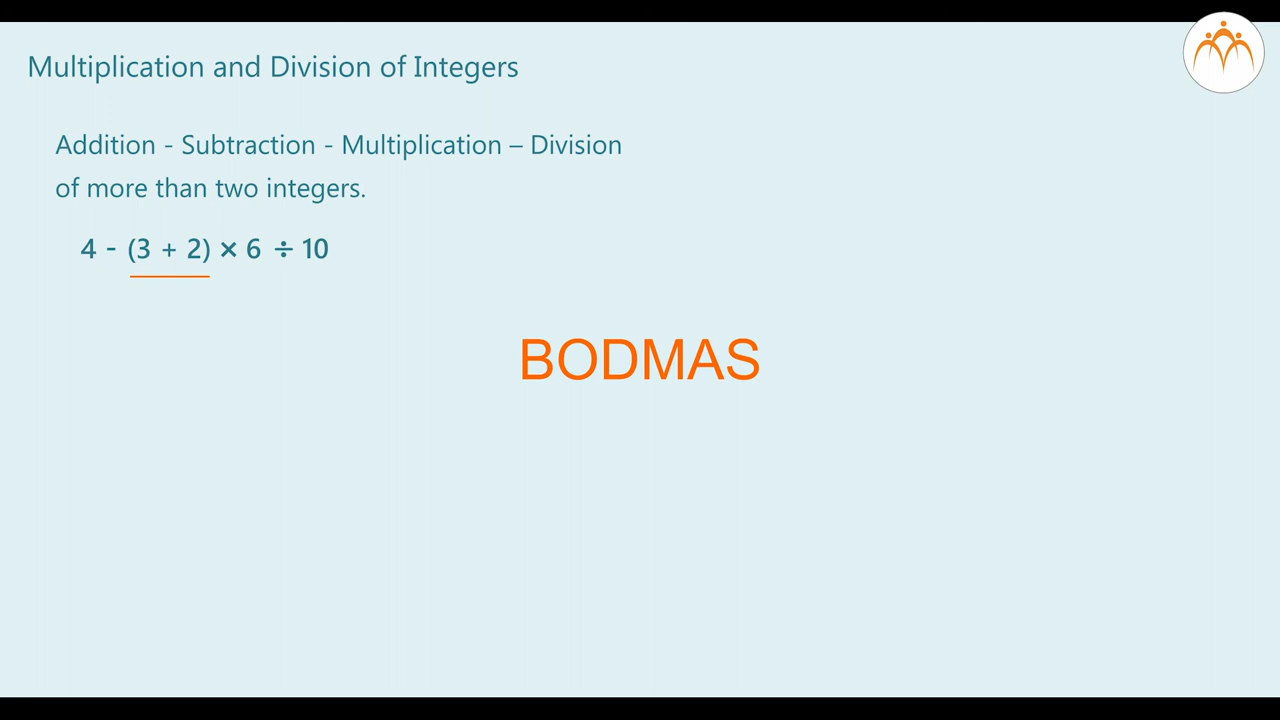 Multiplication and Division of Integers
Addition - Subtraction - Multiplication – Division
of more than two integers.
4 - (3 + 2) × 6 ÷ 10
BODMAS